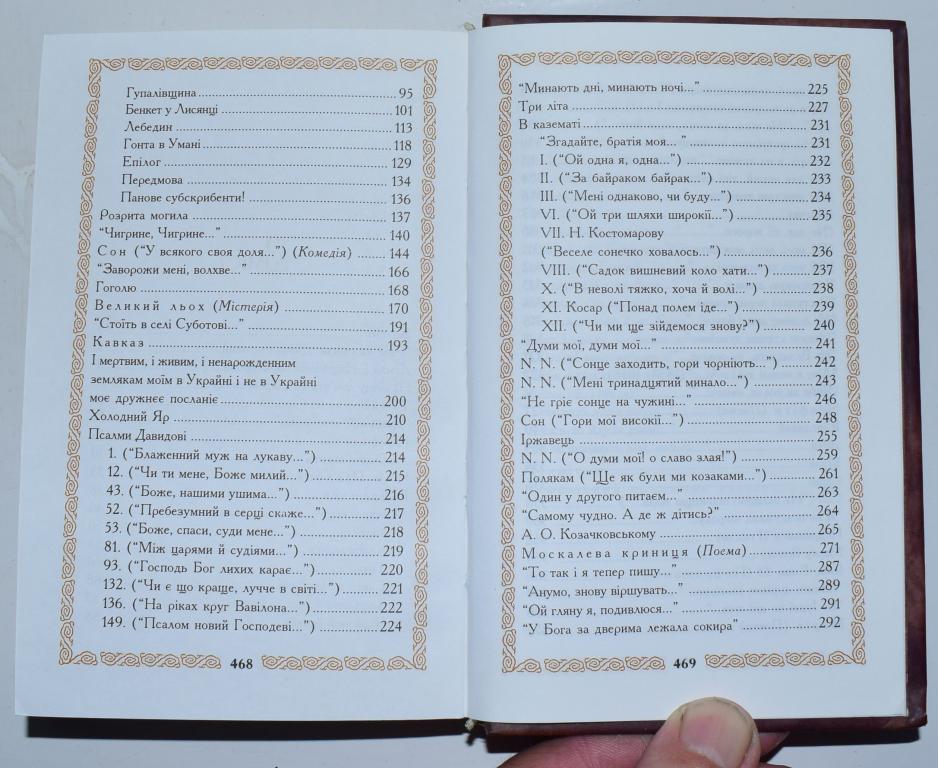 Гупалівщина 95
Бенкет у Лисянці 101
Лебедин 113
Гонта в Умані 118
Епілог 129
Передмова 134
Панове субскрибенти! 136
Розрита могила 137
“Чигрине, Чигрине...” 140
Сон (“У всякого своя доля...”) (Комедія) 144
“Заворожи мені, волхве...” 166
Гоголю 168
Великий льох (Містерія) 170
“Стоїть в селі Суботові...” 191
Кавказ 193
І мертвим, і живим, і ненарожденним
землякам моїм в Украйні і не в Украйні
моє дружнєє посланіє 200
Холодний Яр 210
Псалми Давидові 214
1. (“Блаженний муж на лукаву...”) 214
12. (“Чи ти мене, Боже милий...”) 215
43. (“Боже, нашими ушима...”) 216
52. (“Пребезумний в серці скаже...”) 217
53. (“Боже, спаси, суди мене...”) 218
81. (“Між царями й судіями...”) 219
93. (“Господь Бог лихих карає...”) 220
132. (“Чи є що краще, лучче в світі...”) 221
136. (“На ріках круг Вавілона...”) 222
149. (“Псалом новий Господеві...”) 224
468
“Минають дні, минають ночі...” 225
Три літа 227
В казематі 231
“Згадайте, братія моя... ” 231
I. (“Ой одна я, одна...”) 232
II. (“За байраком байрак...”) 233
III. (“Мені однаково, чи буду...”) 234
VI. (“Ой три шляхи широкії...”) 235
VII. Н. Костомарову
(“Веселе сонечко ховалось...”) 236
VIII. (“Садок вишневий коло хати...”) 237
X. (“В неволі тяжко, хоча й волі...”) 238
XI. Косар (“Понад полем іде...”) 239
XII. (“Чи ми ще зійдемося знову?”) 240
“Думи мої, думи мої...” 241
N. N. (“Сонце заходить, гори чорніють...”) 242
N. N. (“Мені тринадцятий минало...”) 243
“Не гріє сонце на чужині...” 246
Сон (“Гори мої високії...”) 248
Іржавець 255
N. N. (“О думи мої! о славо злая!”) 259
Полякам (“Ще як були ми козаками...”) 261
“Один у другого питаєм...” 263
“Самому чудно. А де ж дітись?” 264
А. О. Козачковському 265
Москалева криниця (Поема) 271
“То так і я тепер пишу...” 287
“Анумо, знову віршувать...” 289
“Ой гляну я, подивлюся...” 291
“У Бога за дверима лежала сокира” 292
469